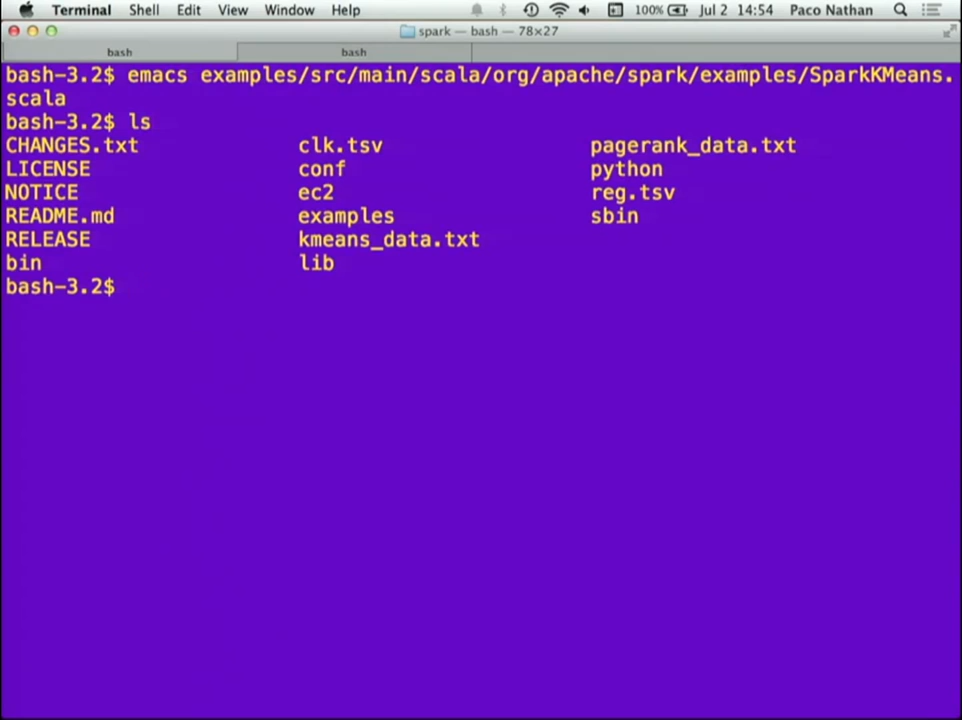 Terminal Shell Edit View Window Help 100% Jul 2 14:54 Paco Nathan
spark — bash — 78×27
bash bash
bash-3.2$ emacs examples/src/main/scala/org/apache/spark/examples/SparkKMeans.
scala
bash-3.2$ ls
CHANGES.txt clk.tsv pagerank_data.txt
LICENSE conf python
NOTICE ec2 reg.tsv
README.md examples sbin
RELEASE kmeans_data.txt
bin lib
bash-3.2$